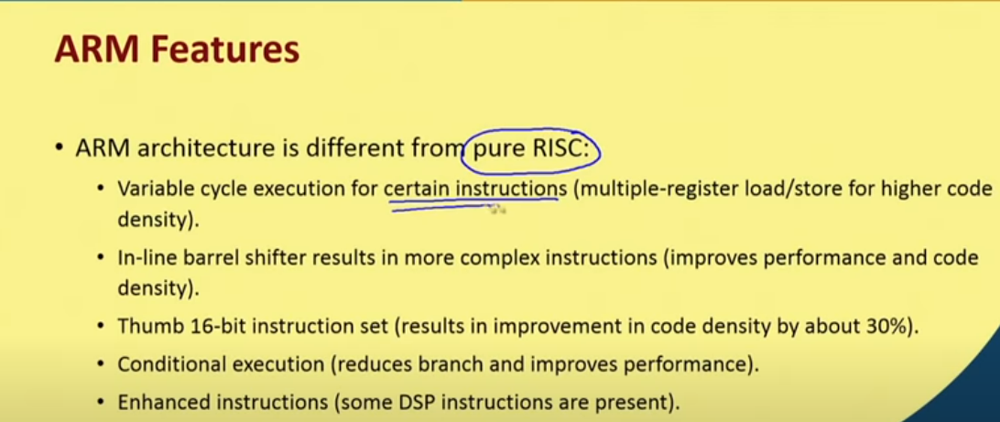 ARM Features
• ARM architecture is different from pure RISC:
• Variable cycle execution for certain instructions (multiple-register load/store for higher code
density).
• In-line barrel shifter results in more complex instructions (improves performance and code
density).
• Thumb 16-bit instruction set (results in improvement in code density by about 30%).
• Conditional execution (reduces branch and improves performance).
• Enhanced instructions (some DSP instructions are present).